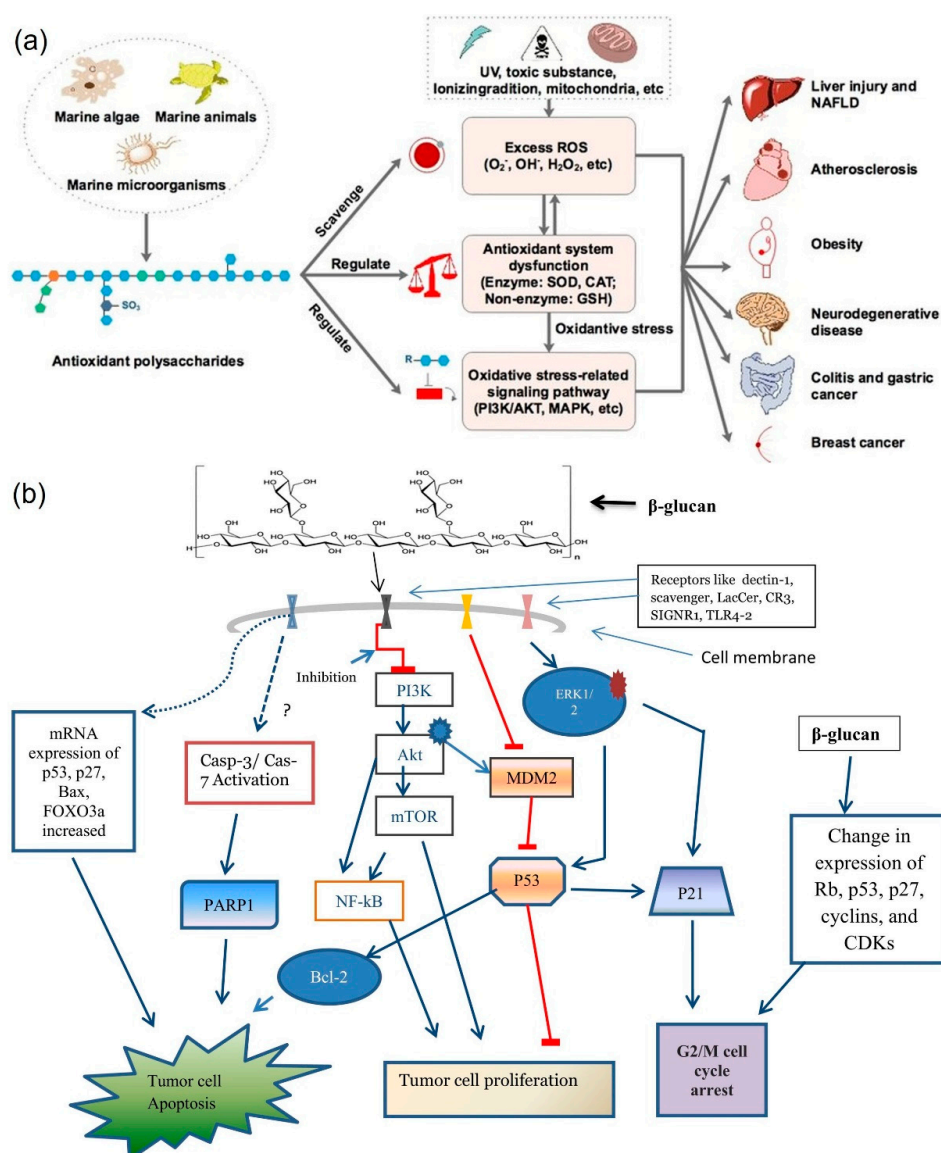 (a)
Marine algae
Marine animals
Marine microorganisms
SO₃
Antioxidant polysaccharides
Scavenge
Regulate
Regulate
R
UV, toxic substance,
Ionizingradition, mitochondria, etc
Excess ROS
(O₂⁻, OH⁻, H₂O₂, etc)
Antioxidant system
dysfunction
(Enzyme: SOD, CAT;
Non-enzyme: GSH)
Oxidantive stress
Oxidative stress-related
signaling pathway
(PI3K/AKT, MAPK, etc)
Liver injury and
NAFLD
Atherosclerosis
Obesity
Neurodegenerative
disease
Colitis and gastric
cancer
Breast cancer
(b)
β-glucan
n
Receptors like dectin-1,
scavenger, LacCer, CR3,
SIGNR1, TLR4-2
Cell membrane
Inhibition
?
mRNA
expression of
p53, p27,
Bax,
FOXO3a
increased
Casp-3/ Cas-
7 Activation
PARP1
PI3K
Akt
mTOR
NF-kB
Bcl-2
MDM2
P53
ERK1/
2
P21
β-glucan
Change in
expression of
Rb, p53, p27,
cyclins, and
CDKs
Tumor cell
Apoptosis
Tumor cell proliferation
G2/M cell
cycle
arrest